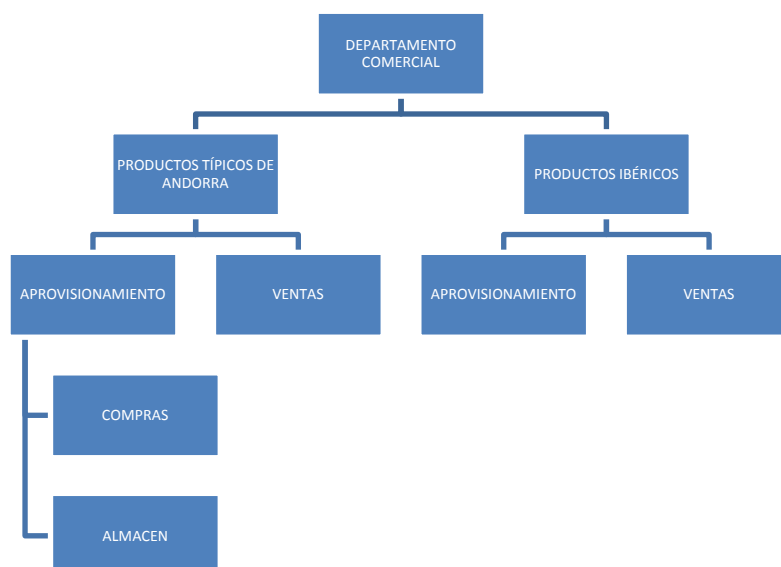 DEPARTAMENTO
COMERCIAL
PRODUCTOS TÍPICOS DE
ANDORRA
PRODUCTOS IBÉRICOS
APROVISIONAMIENTO
VENTAS
APROVISIONAMIENTO
VENTAS
COMPRAS
ALMACEN